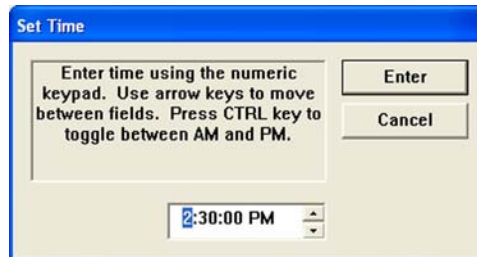 Set Time
Enter time using the numeric
keypad. Use arrow keys to move
between fields. Press CTRL key to
toggle between AM and PM.
Enter
Cancel
2:30:00 PM